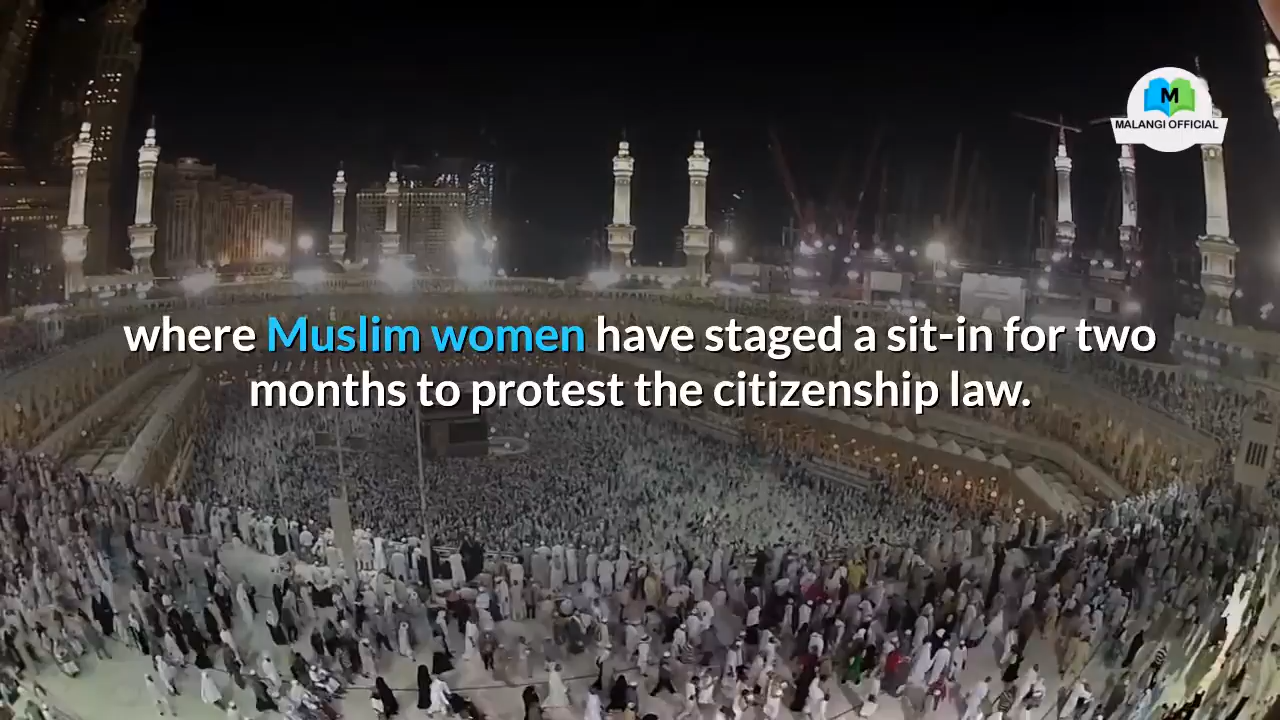 M
MALANGI OFFICIAL
where Muslim women have staged a sit-in for two
months to protest the citizenship law.